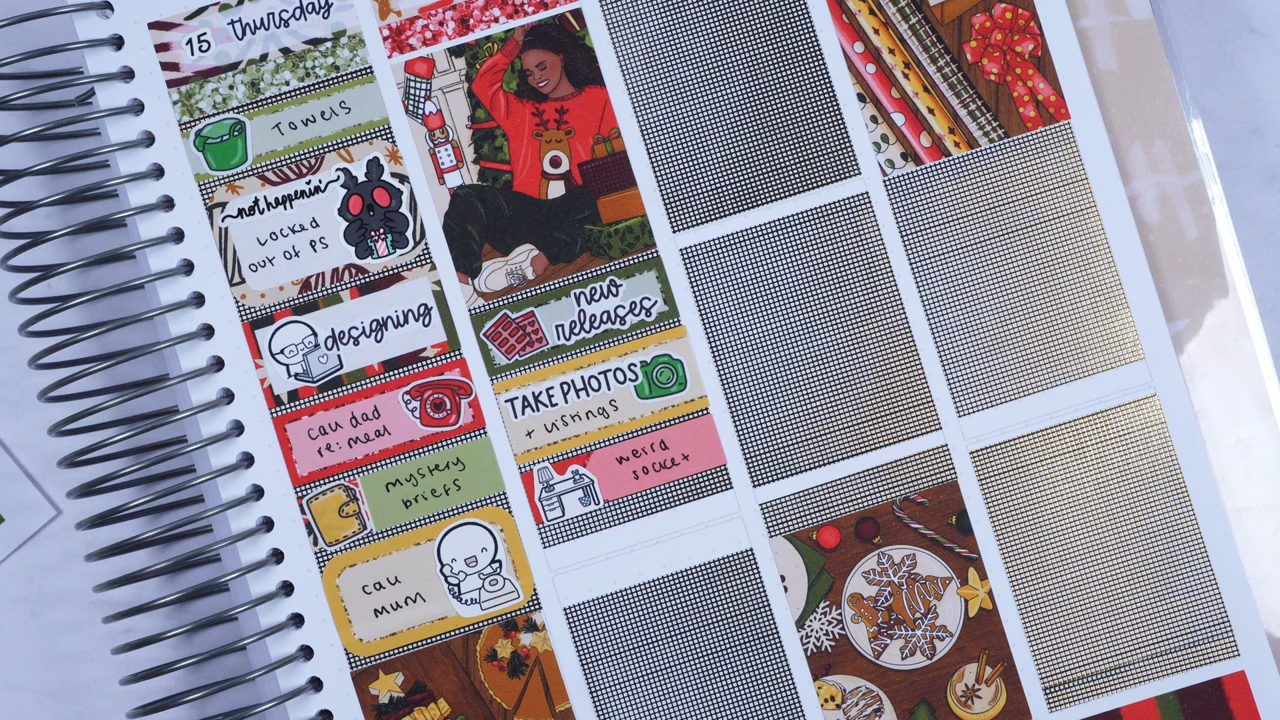 15 thursday
Towels
~not happenin'~
Locked
out of PS
designing
call dad
re: meal
mystery
briefs
call
mum
new
releases
TAKE PHOTOS
+ listings
weird
socket